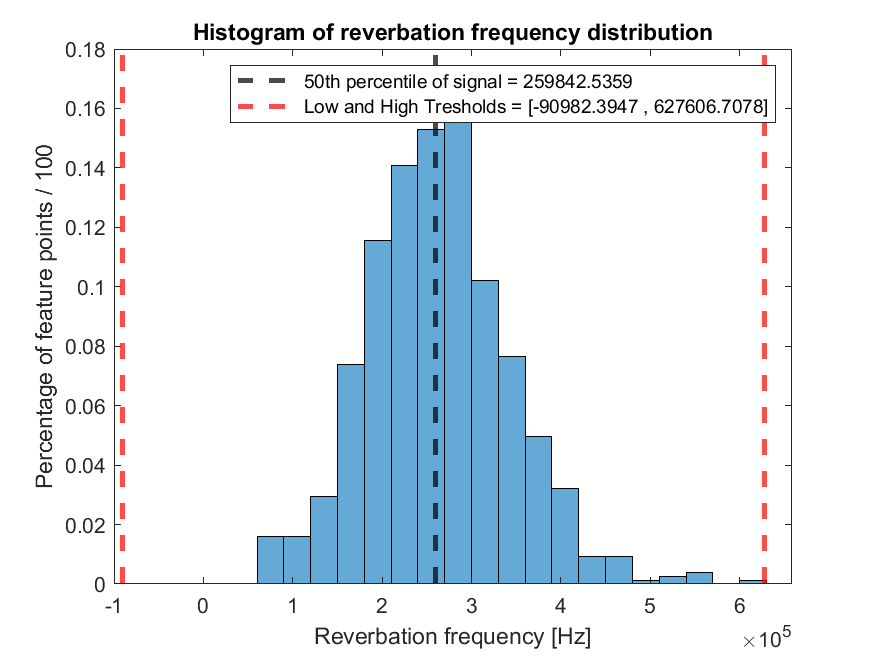 Histogram of reverbation frequency distribution
0.18
0.16
0.14
0.12
0.1
0.08
0.06
0.04
0.02
0
Percentage of feature points / 100
50th percentile of signal = 259842.5359
Low and High Tresholds = [-90982.3947 , 627606.7078]
-1 0 1 2 3 4 5 6
×10⁵
Reverbation frequency [Hz]